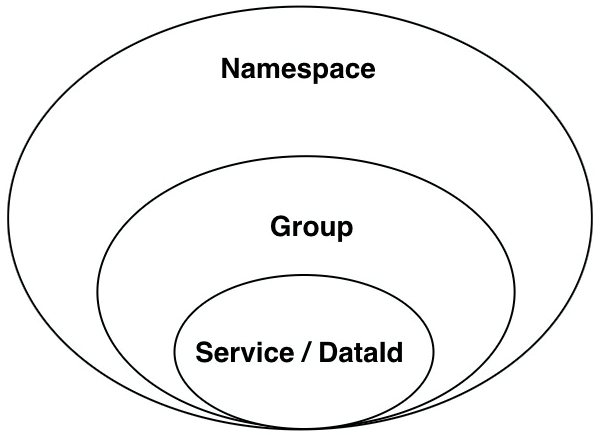 Namespace
Group
Service / DataId